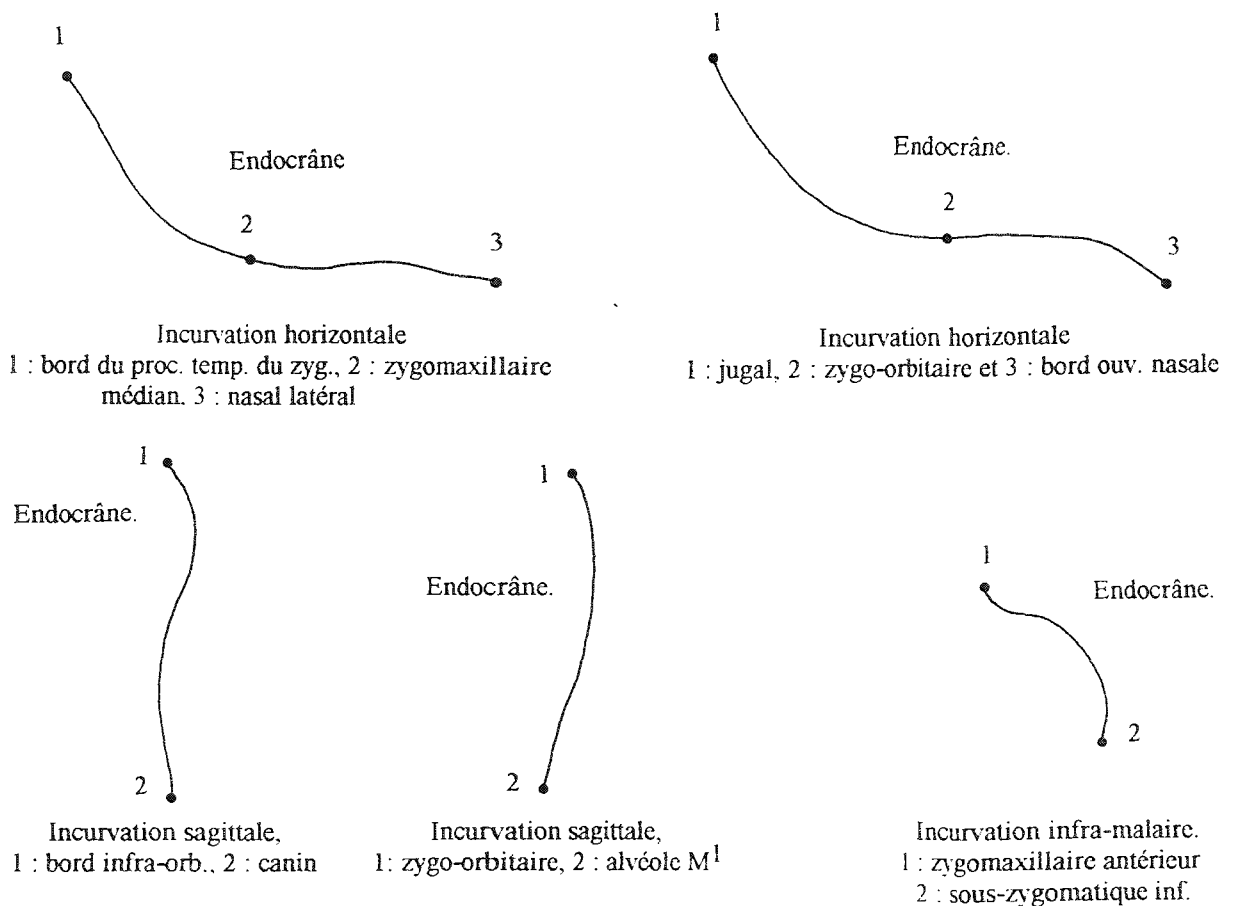 1
Endocrâne
2
3
Incurvation horizontale
1 : bord du proc. temp. du zyg., 2 : zygomaxillaire
médian. 3 : nasal latéral
1
Endocrâne.
2
3
Incurvation horizontale
1 : jugal, 2 : zygo-orbitaire et 3 : bord ouv. nasale
1
Endocrâne.
2
Incurvation sagittale,
1 : bord infra-orb., 2 : canin
1
Endocrâne.
2
Incurvation sagittale,
1: zygo-orbitaire, 2 : alvéole M¹
1
Endocrâne.
2
Incurvation infra-malaire.
1 : zygomaxillaire antérieur
2 : sous-zygomatique inf.